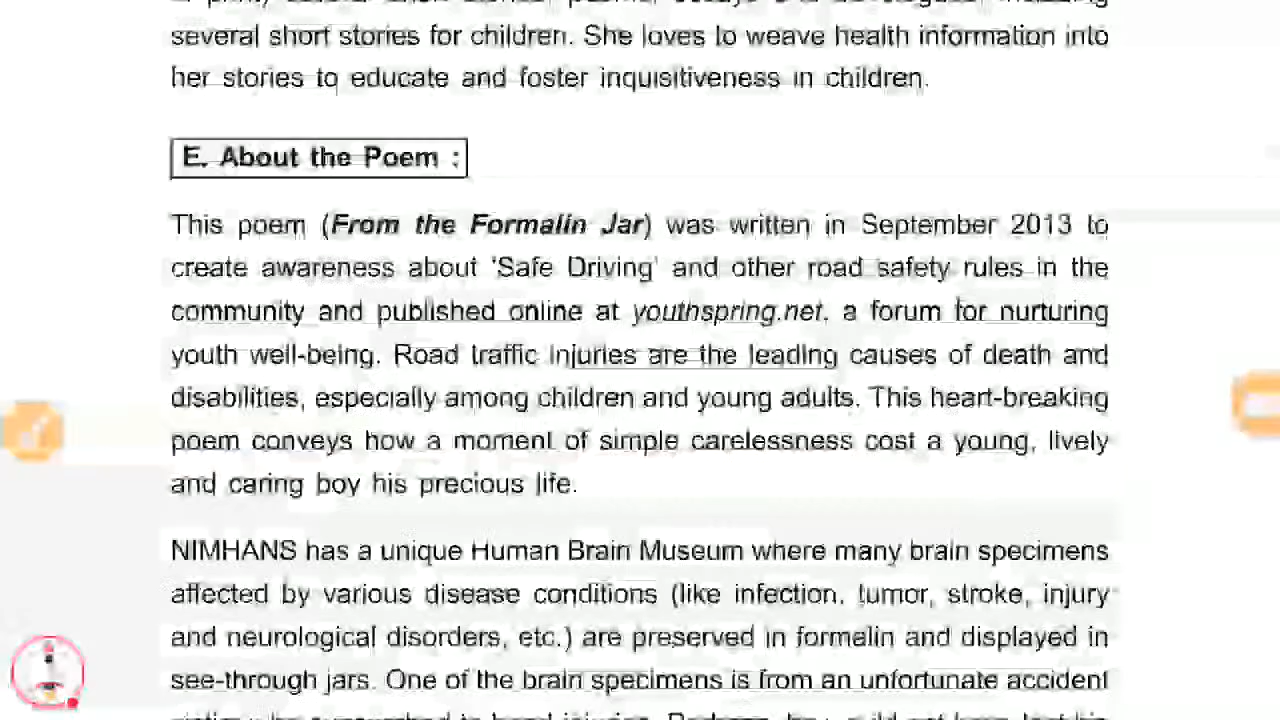 several short stories for children. She loves to weave health information into
her stories to educate and foster inquisitiveness in children.
E. About the Poem :
This poem (From the Formalin Jar) was written in September 2013 to
create awareness about 'Safe Driving' and other road safety rules in the
community and published online at youthspring.net, a forum for nurturing
youth well-being. Road traffic injuries are the leading causes of death and
disabilities, especially among children and young adults. This heart-breaking
poem conveys how a moment of simple carelessness cost a young, lively
and caring boy his precious life.
NIMHANS has a unique Human Brain Museum where many brain specimens
affected by various disease conditions (like infection, tumor, stroke, injury
and neurological disorders, etc.) are preserved in formalin and displayed in
see-through jars. One of the brain specimens is from an unfortunate accident